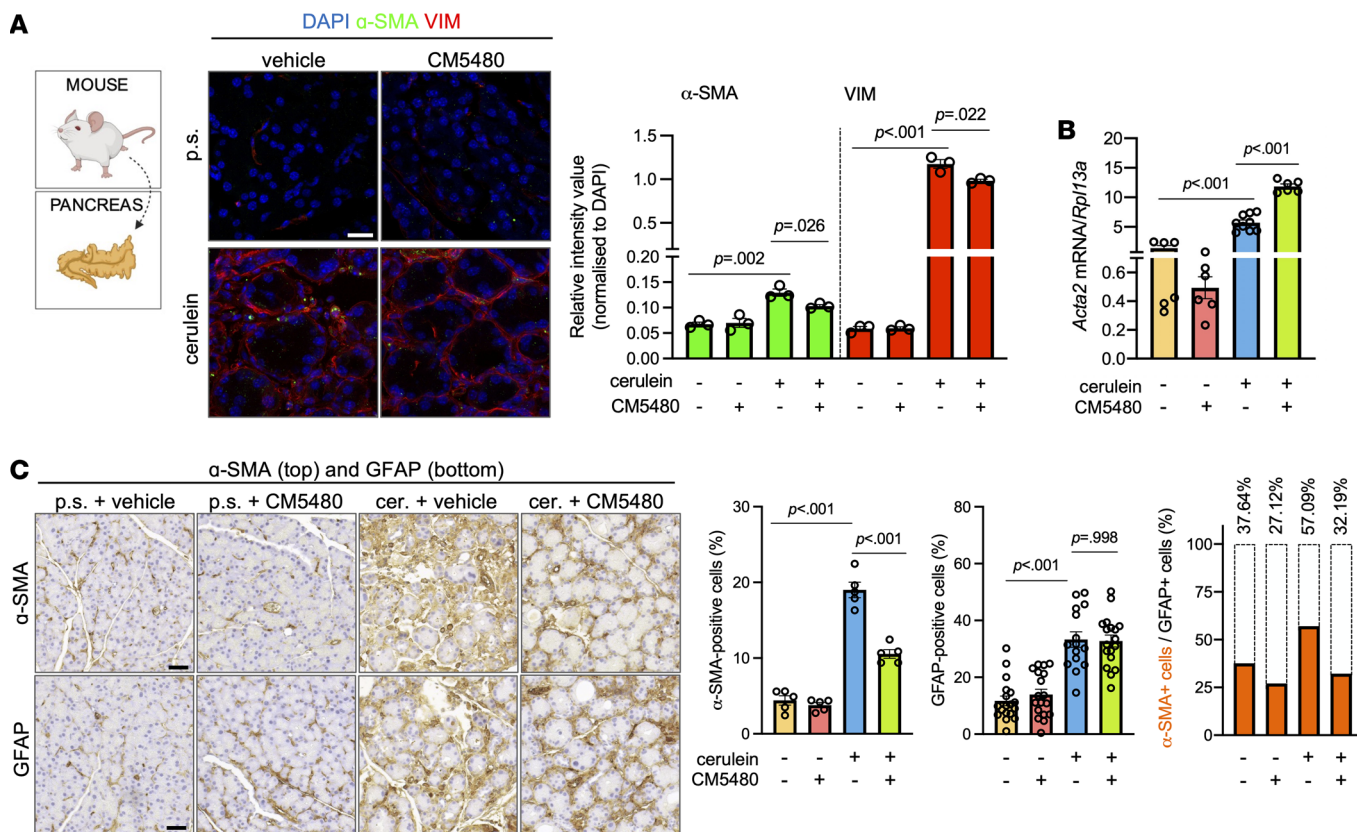 A
DAPI α-SMA VIM
vehicle
CM5480
MOUSE
PANCREAS
p.s.
cerulein
α-SMA
VIM
Relative intensity value
(normalised to DAPI)
1.5
1.0
0.5
0.20
0.15
0.10
0.05
0.00
p=.002
p=.026
p<.001
p=.022
cerulein - - + + - - + +
CM5480 - + - + - + - +
B
Acta2 mRNA/Rpl13a
20
15
10
5
0.6
0.4
0.2
0.0
p<.001
p<.001
cerulein - - + +
CM5480 - + - +
C
α-SMA (top) and GFAP (bottom)
p.s. + vehicle
p.s. + CM5480
cer. + vehicle
cer. + CM5480
α-SMA
GFAP
α-SMA-positive cells (%)
30
20
10
0
p<.001
p<.001
cerulein - - + +
CM5480 - + - +
GFAP-positive cells (%)
80
60
40
20
0
p<.001
p=.998
- - + +
- + - +
α-SMA+ cells / GFAP+ cells (%)
37.64%
27.12%
57.09%
32.19%
100
75
50
25
0
- - + +
- + - +